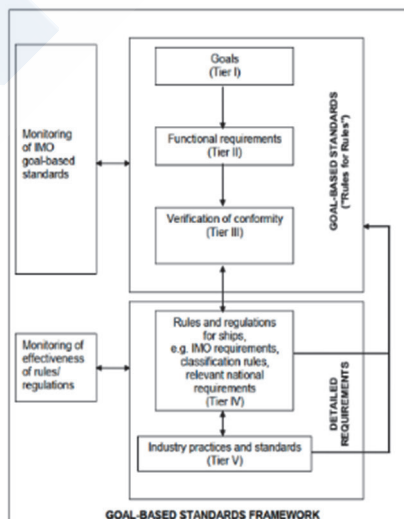 Goals
(Tier I)
Monitoring
of IMO
goal-based
standards
Functional requirements
(Tier II)
Verification of conformity
(Tier III)
GOAL-BASED STANDARDS
("Rules for Rules")
Monitoring of
effectiveness
of rules/
regulations
Rules and regulations
for ships,
e.g. IMO requirements,
classification rules,
relevant national
requirements
(Tier IV)
Industry practices and standards
(Tier V)
DETAILED
REQUIREMENTS
GOAL-BASED STANDARDS FRAMEWORK